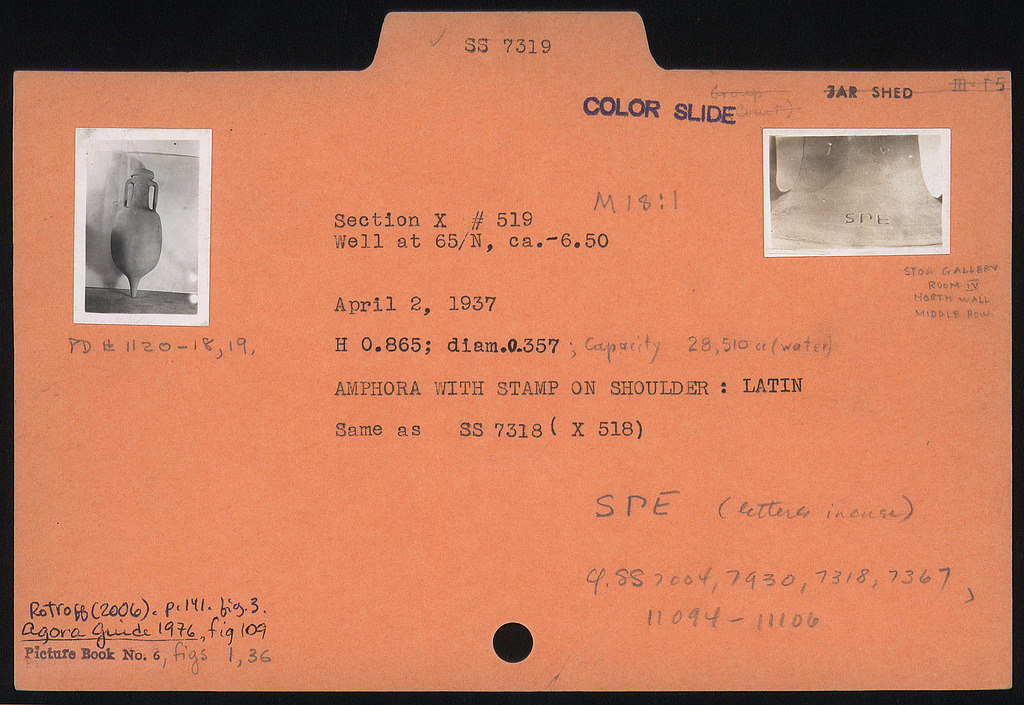 SS 7319
JAR SHED III-15
COLOR SLIDE
M18:1
Section X # 519
Well at 65/N, ca.-6.50
SPE
STOA GALLERY
ROOM IV
NORTH WALL
MIDDLE ROW
April 2, 1937
PD # 1120-18, 19.
H 0.865; diam.0.357; Capacity 28,510 cc (water)
AMPHORA WITH STAMP ON SHOULDER : LATIN
Same as SS 7318 ( X 518)
SPE (letters incuse)
cf. SS 7004, 7930, 7318, 7367,
11094 - 11106
Rotroff (2006). p. 141. fig. 3.
Agora Guide 1976, fig 109
Picture Book No. 6, figs 1, 36